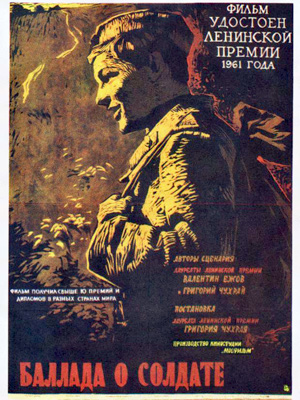 ФИЛЬМ
УДОСТОЕН
ЛЕНИНСКОЙ
ПРЕМИИ
1961 ГОДА
АВТОРЫ СЦЕНАРИЯ
ЛАУРЕАТЫ ЛЕНИНСКОЙ ПРЕМИИ
ВАЛЕНТИН ЕЖОВ
и ГРИГОРИЙ ЧУХРАЙ
ФИЛЬМ ПОЛУЧИЛ СВЫШЕ 10 ПРЕМИЙ И
ДИПЛОМОВ В РАЗНЫХ СТРАНАХ МИРА
ПОСТАНОВКА
ЛАУРЕАТА ЛЕНИНСКОЙ ПРЕМИИ
ГРИГОРИЯ ЧУХРАЯ
ПРОИЗВОДСТВО КИНОСТУДИИ "МОСФИЛЬМ"
БАЛЛАДА О СОЛДАТЕ